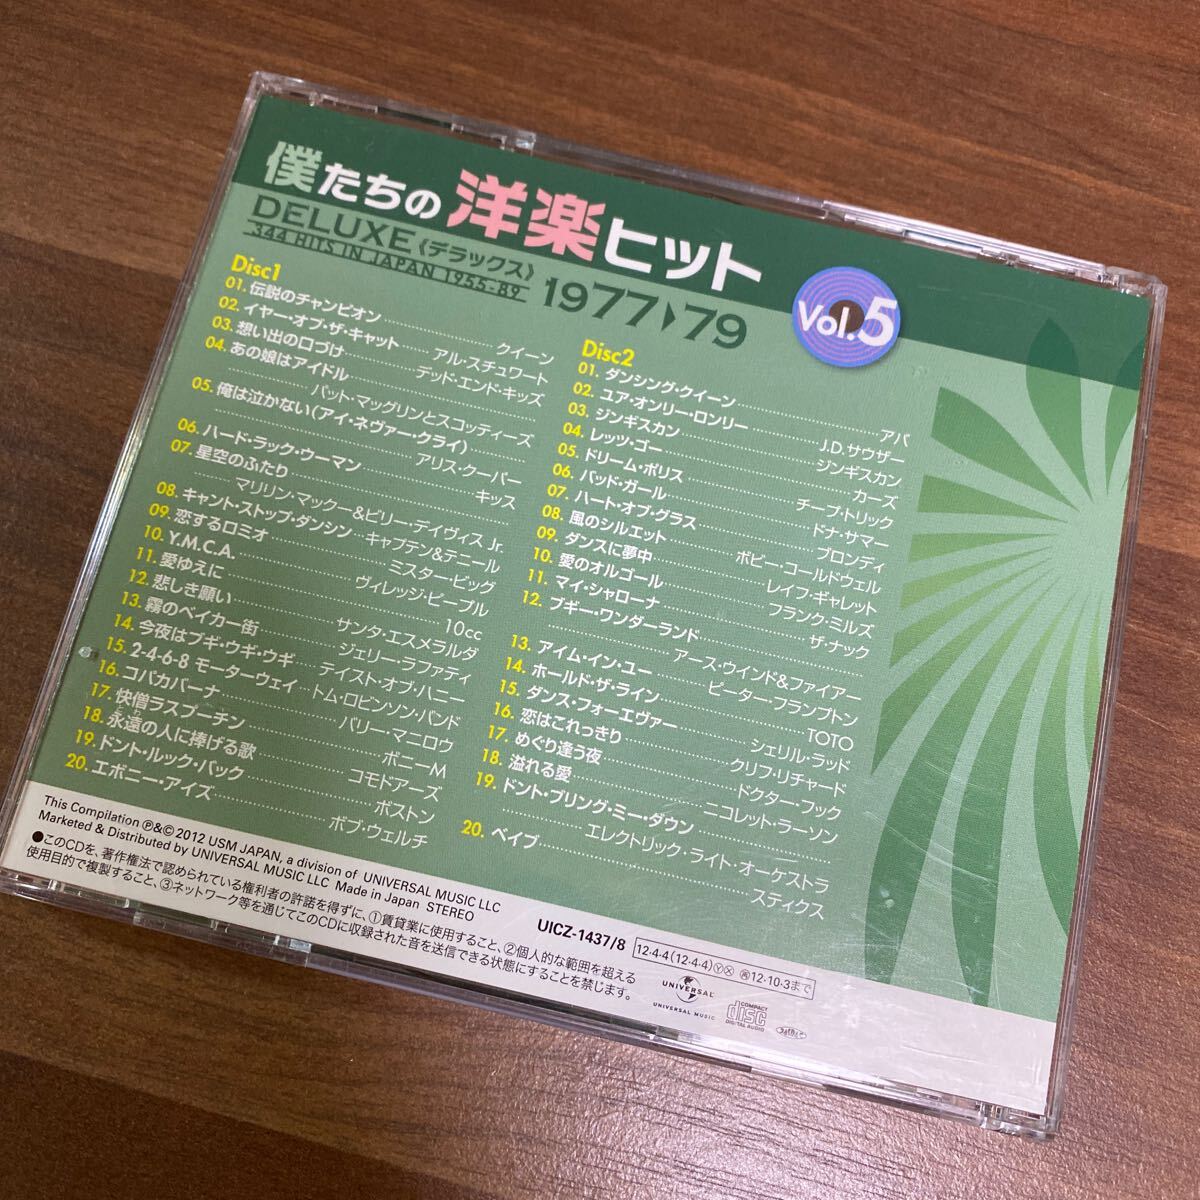 僕たちの洋楽ヒット
DELUXE〈デラックス〉
344 HITS IN JAPAN 1955-89
1977▶79
Vol.5
Disc1
01. 伝説のチャンピオン……クイーン
02. イヤー・オブ・ザ・キャット……アル・スチュワート
03. 想い出の口づけ……デッド・エンド・キッズ
04. あの娘はアイドル
……パット・マッグリンとスコッティーズ
05. 俺は泣かない(アイ・ネヴァー・クライ)
……アリス・クーパー
06. ハード・ラック・ウーマン……キッス
07. 星空のふたり
……マリリン・マックー&ビリー・デイヴィス Jr.
08. キャント・ストップ・ダンシン……キャプテン&テニール
09. 恋するロミオ……ミスター・ビッグ
10. Y.M.C.A.……ヴィレッジ・ピープル
11. 愛ゆえに……10cc
12. 悲しき願い……サンタ・エスメラルダ
13. 霧のベイカー街……ジェリー・ラファティ
14. 今夜はブギ・ウギ・ウギ……テイスト・オブ・ハニー
15. 2-4-6-8 モーターウェイ……トム・ロビンソン・バンド
16. コパカバーナ……バリー・マニロウ
17. 怪僧ラスプーチン……ボニーM
18. 永遠の人に捧げる歌……コモドアーズ
19. ドント・ルック・バック……ボストン
20. エボニー・アイズ……ボブ・ウェルチ
Disc2
01. ダンシング・クイーン……アバ
02. ユア・オンリー・ロンリー……J.D.サウザー
03. ジンギスカン……ジンギスカン
04. レッツ・ゴー……カーズ
05. ドリーム・ポリス……チープ・トリック
06. バッド・ガール……ドナ・サマー
07. ハート・オブ・グラス……ブロンディ
08. 風のシルエット……ボビー・コールドウェル
09. ダンスに夢中……レイフ・ギャレット
10. 愛のオルゴール……フランク・ミルズ
11. マイ・シャローナ……ザ・ナック
12. ブギー・ワンダーランド
……アース・ウインド&ファイアー
13. アイム・イン・ユー……ピーター・フランプトン
14. ホールド・ザ・ライン……TOTO
15. ダンス・フォーエヴァー……シェリル・ラッド
16. 恋はこれっきり……クリフ・リチャード
17. めぐり逢う夜……ドクター・フック
18. 溢れる愛……ニコレット・ラーソン
19. ドント・ブリング・ミー・ダウン
……エレクトリック・ライト・オーケストラ
20. ベイブ……スティクス
This Compilation ℗&© 2012 USM JAPAN, a division of UNIVERSAL MUSIC LLC
Marketed & Distributed by UNIVERSAL MUSIC LLC Made in Japan STEREO
●このCDを、著作権法で認められている権利者の許諾を得ずに、①賃貸業に使用すること、②個人的な範囲を超える
使用目的で複製すること、③ネットワーク等を通じてこのCDに収録された音を送信できる状態にすることを禁じます。
UICZ-1437/8
12・4・4(12・4・4)ⓎⓍ㊢12・10・3まで
UNIVERSAL
UNIVERSAL MUSIC
COMPACT
disc
DIGITAL AUDIO